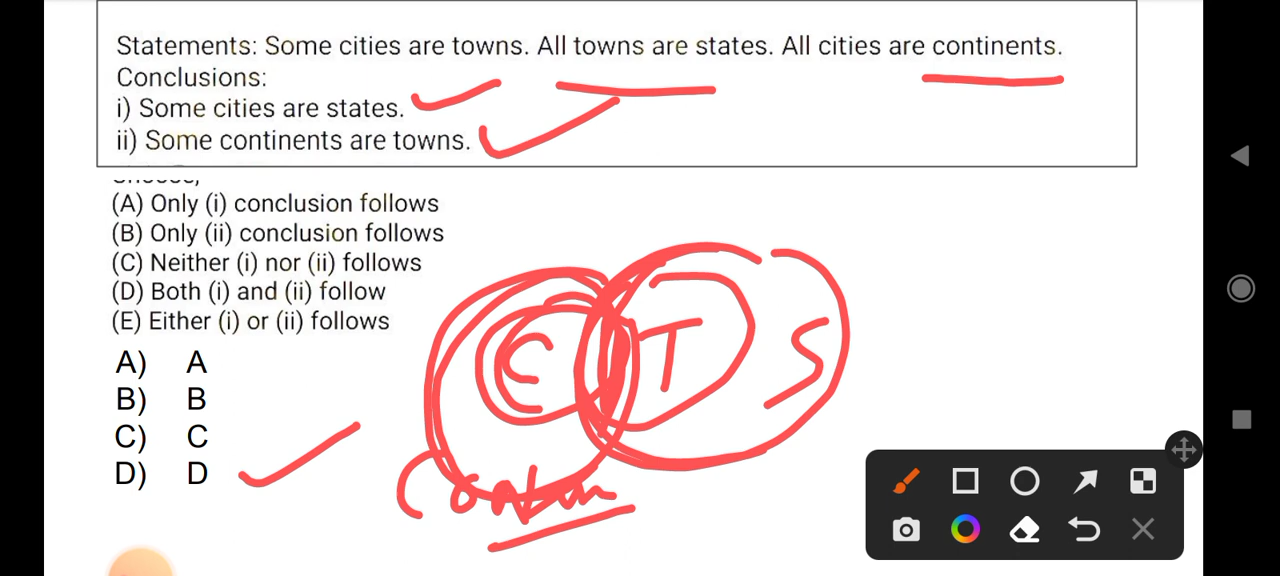 Statements: Some cities are towns. All towns are states. All cities are continents.
Conclusions:
i) Some cities are states.
ii) Some continents are towns.
(A) Only (i) conclusion follows
(B) Only (ii) conclusion follows
(C) Neither (i) nor (ii) follows
(D) Both (i) and (ii) follow
(E) Either (i) or (ii) follows
A) A
B) B
C) C
D) D
C T S